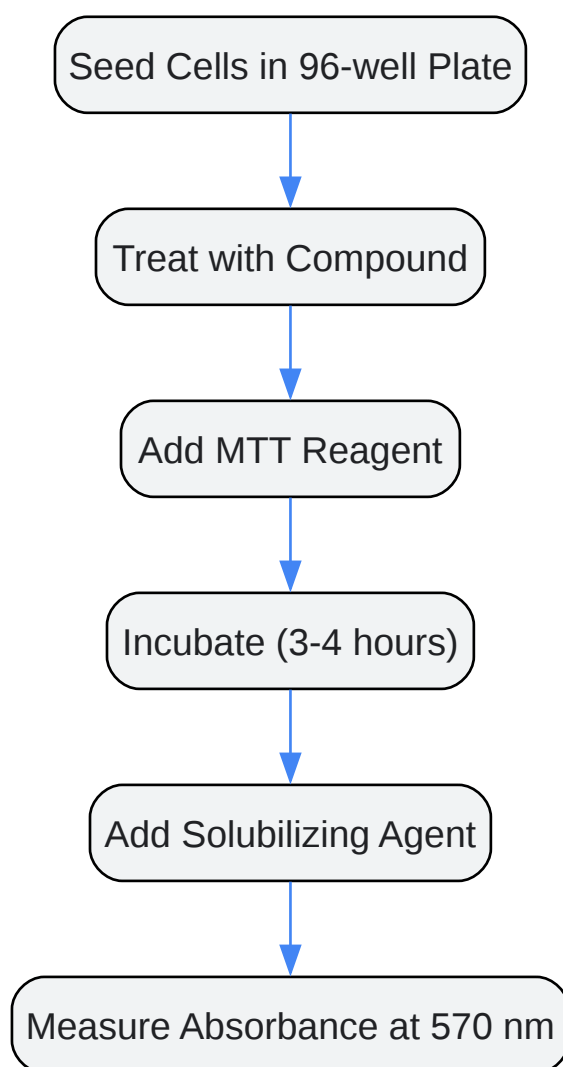 Seed Cells in 96-well Plate
Treat with Compound
Add MTT Reagent
Incubate (3-4 hours)
Add Solubilizing Agent
Measure Absorbance at 570 nm